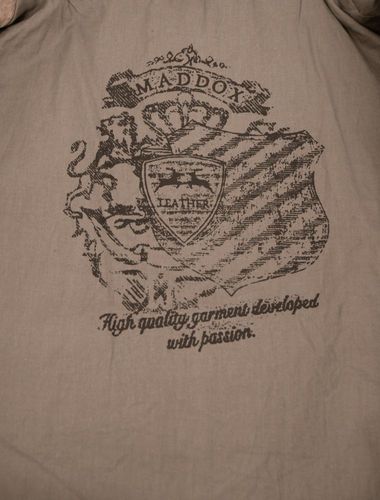 MADDOX
LEATHER
High quality garment developed
with passion.